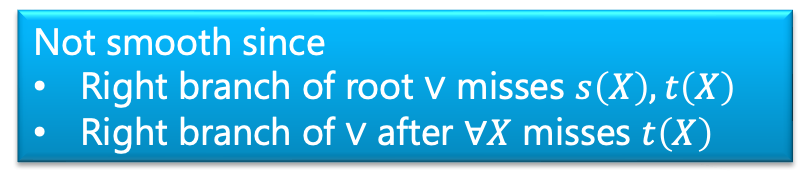 Not smooth since
• Right branch of root ∨ misses 𝑠(𝑋), 𝑡(𝑋)
• Right branch of ∨ after ∀𝑋 misses 𝑡(𝑋)